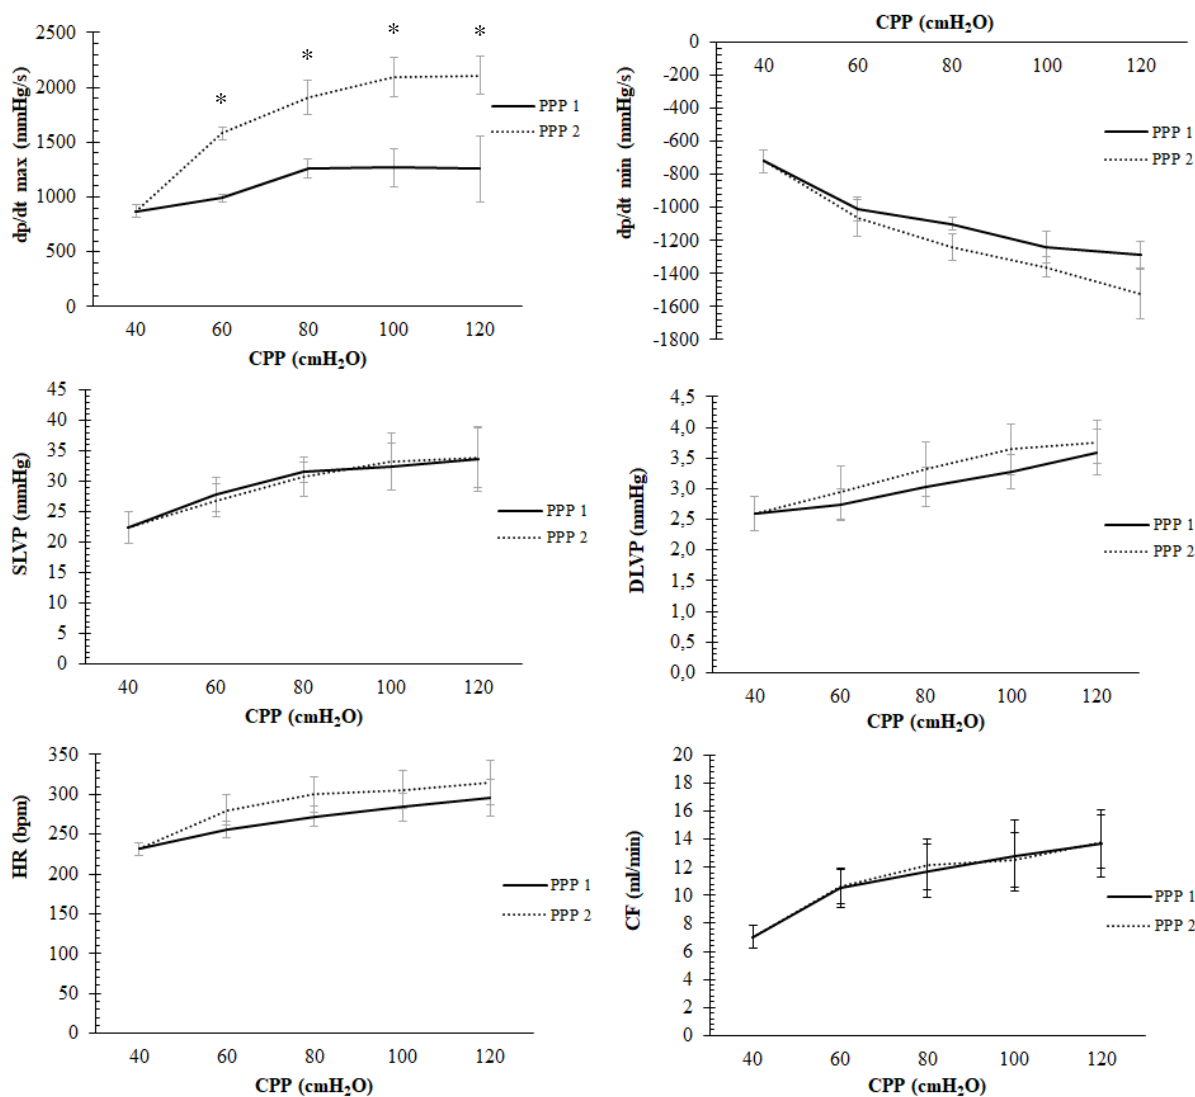 dp/dt max (mmHg/s)
2500
2000
1500
1000
500
0
* * * * *
PPP 1
PPP 2
40 60 80 100 120
CPP (cmH₂O)
CPP (cmH₂O)
40 60 80 100 120
dp/dt min (mmHg/s)
0
-200
-400
-600
-800
-1000
-1200
-1400
-1600
-1800
PPP 1
PPP 2
SLVP (mmHg)
45
40
35
30
25
20
15
10
5
0
PPP 1
PPP 2
40 60 80 100 120
CPP (cmH₂O)
DLVP (mmHg)
4,5
4,0
3,5
3,0
2,5
2,0
1,5
1,0
0,5
0,0
PPP 1
PPP 2
40 60 80 100 120
CPP (cmH₂O)
HR (bpm)
350
300
250
200
150
100
50
0
PPP 1
PPP 2
40 60 80 100 120
CPP (cmH₂O)
CF (ml/min)
20
18
16
14
12
10
8
6
4
2
0
PPP 1
PPP 2
40 60 80 100 120
CPP (cmH₂O)